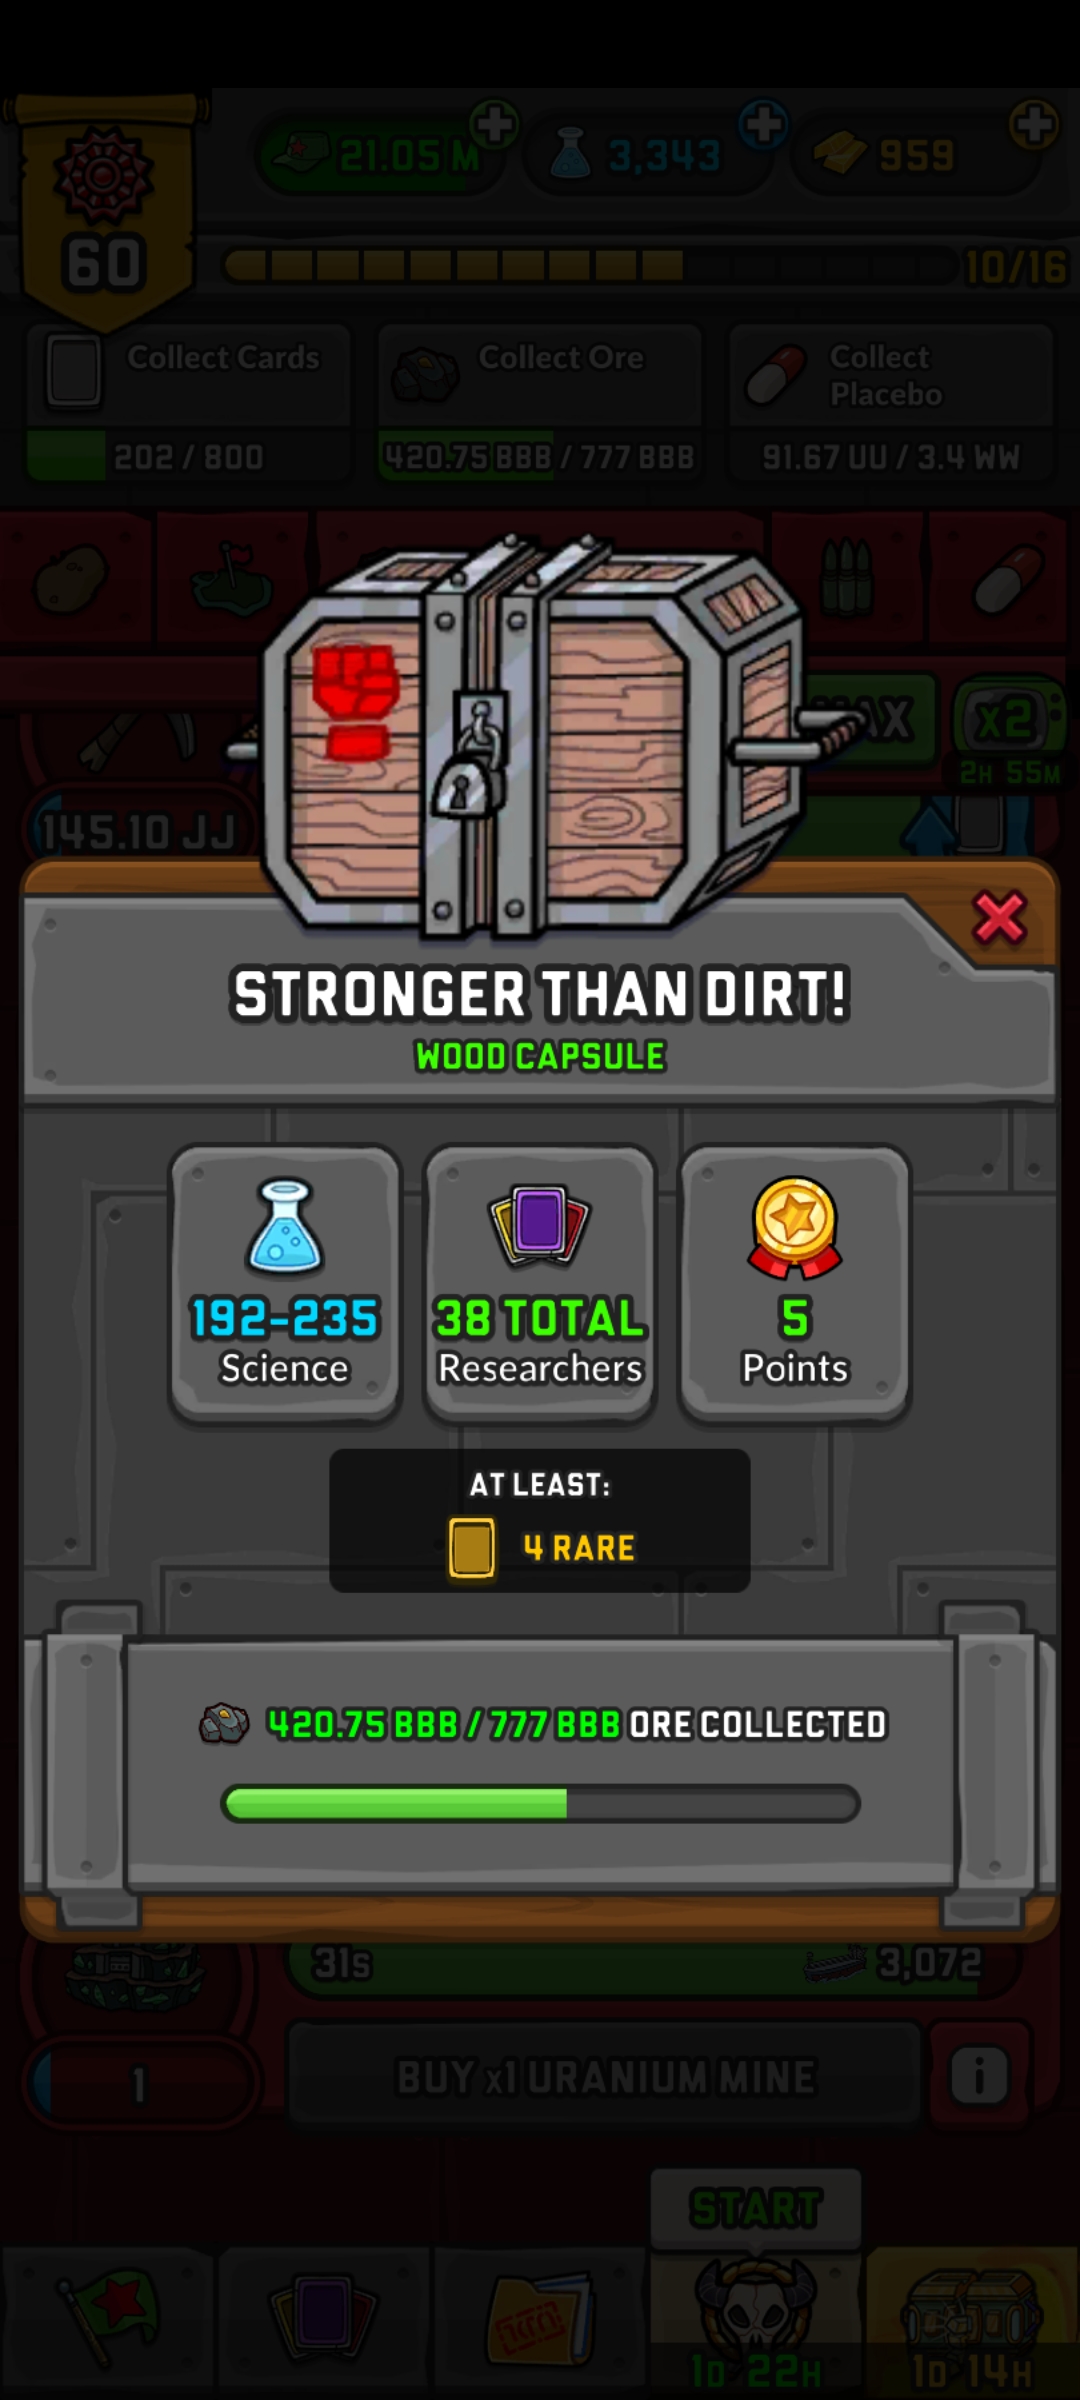 21.05 M
3,343
959
60
10/16
Collect Cards
Collect Ore
Collect
Placebo
202 / 800
420.75 BBB / 777 BBB
91.67 UU / 3.4 WW
MAX
x2
2H 55M
145.10 JJ
STRONGER THAN DIRT!
WOOD CAPSULE
192-235
Science
38 TOTAL
Researchers
5
Points
AT LEAST:
4 RARE
420.75 BBB / 777 BBB ORE COLLECTED
31s
3,072
1
BUY x1 URANIUM MINE
i
START
1D 22H
1D 14H